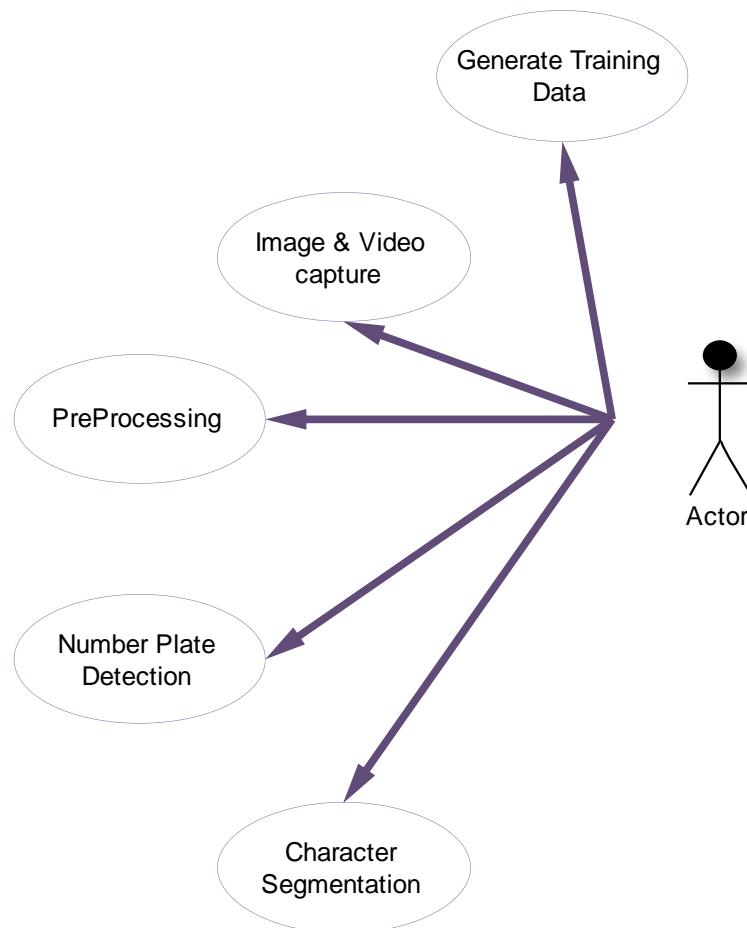 Generate Training
Data
Image & Video
capture
PreProcessing
Actor
Number Plate
Detection
Character
Segmentation